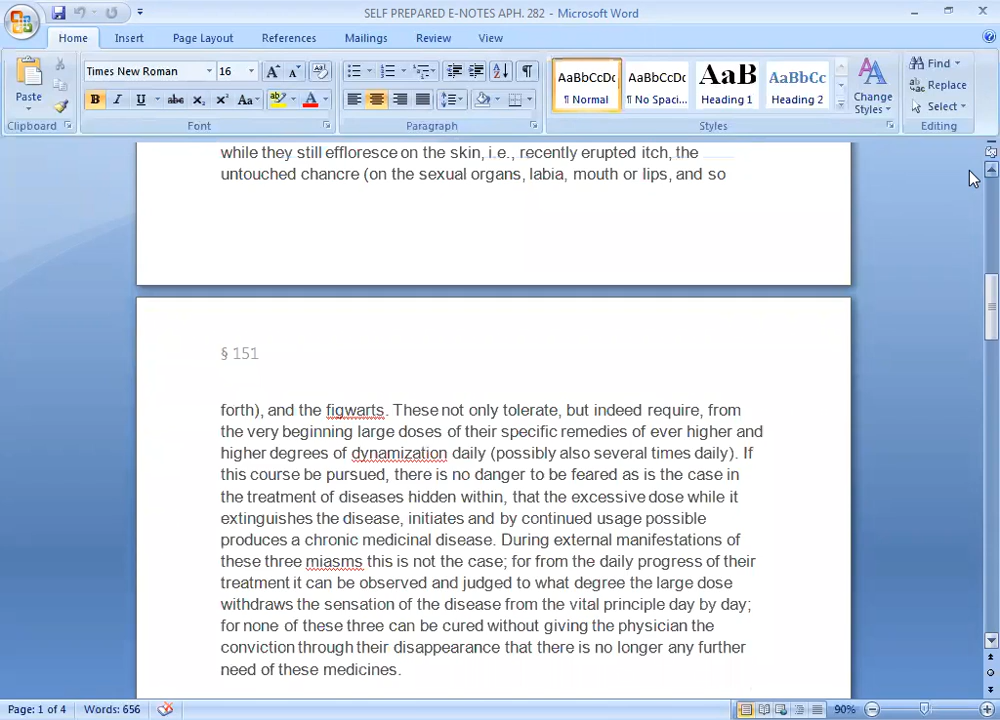 SELF PREPARED E-NOTES APH. 282 - Microsoft Word
Home Insert Page Layout References Mailings Review View
Paste
Clipboard
Times New Roman 16
B I U abc X₂ X² Aa ab A
Font
Paragraph
AaBbCcDc AaBbCcDc AaB AaBbCc
¶ Normal ¶ No Spaci... Heading 1 Heading 2
Styles
Change
Styles
Find
Replace
Select
Editing
while they still effloresce on the skin, i.e., recently erupted itch, the
untouched chancre (on the sexual organs, labia, mouth or lips, and so
§ 151
forth), and the figwarts. These not only tolerate, but indeed require, from
the very beginning large doses of their specific remedies of ever higher and
higher degrees of dynamization daily (possibly also several times daily). If
this course be pursued, there is no danger to be feared as is the case in
the treatment of diseases hidden within, that the excessive dose while it
extinguishes the disease, initiates and by continued usage possible
produces a chronic medicinal disease. During external manifestations of
these three miasms this is not the case; for from the daily progress of their
treatment it can be observed and judged to what degree the large dose
withdraws the sensation of the disease from the vital principle day by day;
for none of these three can be cured without giving the physician the
conviction through their disappearance that there is no longer any further
need of these medicines.
Page: 1 of 4 Words: 656 90%